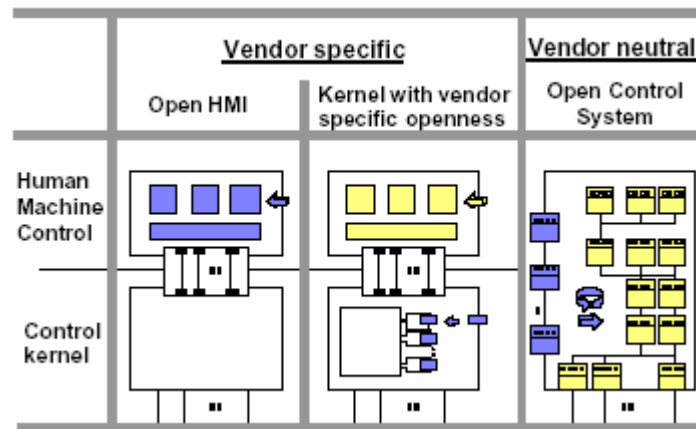 Vendor specific
Vendor neutral
Open HMI
Kernel with vendor
specific openness
Open Control
System
Human
Machine
Control
Control
kernel